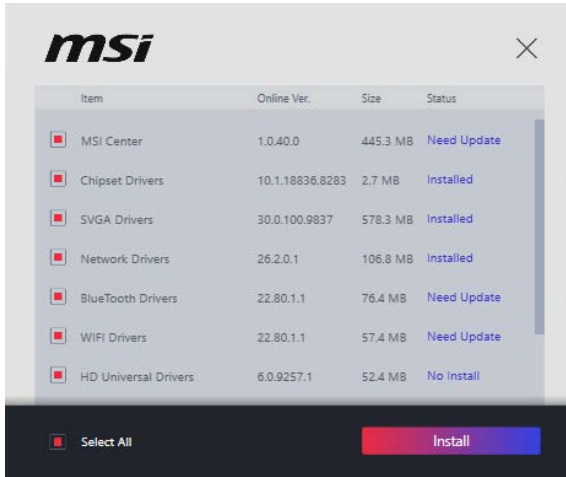 msi
Item Online Ver. Size Status
MSI Center 1.0.40.0 445.3 MB Need Update
Chipset Drivers 10.1.18836.8283 2.7 MB Installed
SVGA Drivers 30.0.100.9837 578.3 MB Installed
Network Drivers 26.2.0.1 106.8 MB Installed
BlueTooth Drivers 22.80.1.1 76.4 MB Need Update
WIFI Drivers 22.80.1.1 57.4 MB Need Update
HD Universal Drivers 6.0.9257.1 52.4 MB No Install
Select All Install